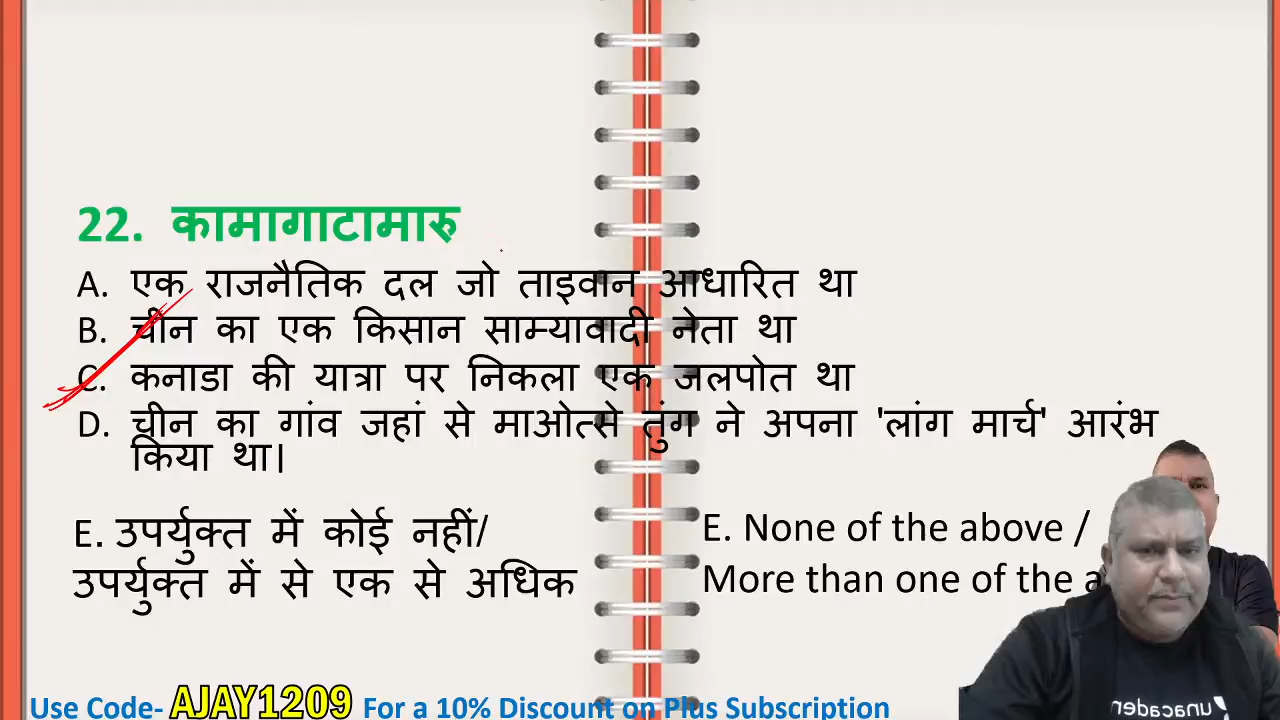 22. कामागाटामारु
A. एक राजनैतिक दल जो ताइवान आधारित था
B. चीन का एक किसान साम्यावादी नेता था
C. कनाडा की यात्रा पर निकला एक जलपोत था
D. चीन का गांव जहां से माओत्से तुंग ने अपना 'लांग मार्च' आरंभ
किया था।
E. उपर्युक्त में कोई नहीं/
उपर्युक्त में से एक से अधिक
E. None of the above /
More than one of the
Use Code- AJAY1209 For a 10% Discount on Plus Subscription